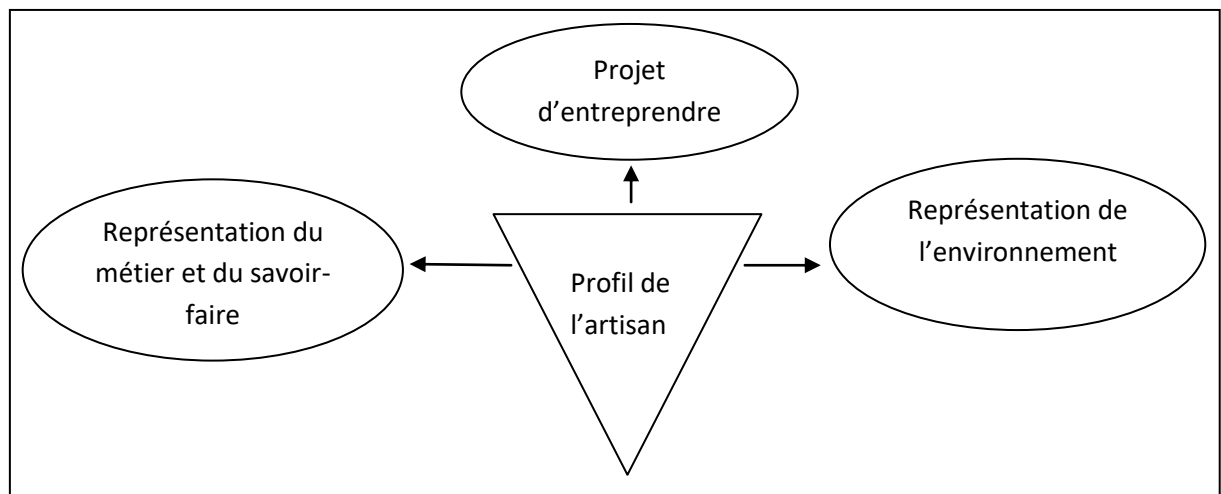 Projet
d’entreprendre
Représentation du
métier et du savoir-
faire
Profil de
l’artisan
Représentation de
l’environnement